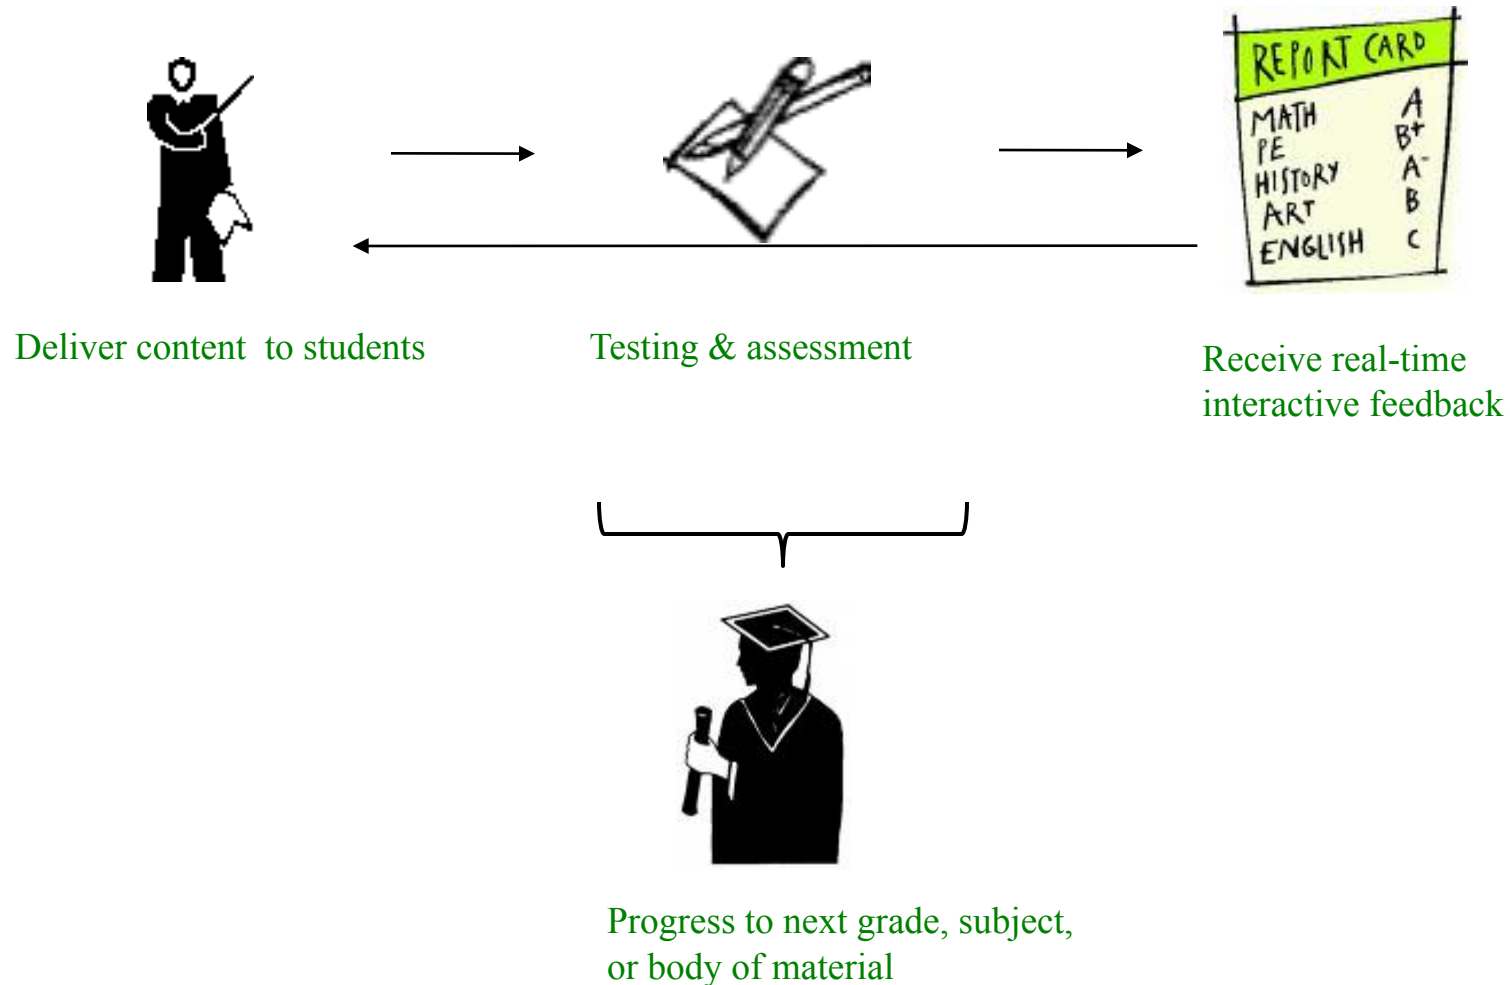 REPORT CARD
MATH A
PE B+
HISTORY A-
ART B
ENGLISH C
Deliver content  to students
Testing & assessment
Receive real-time
interactive feedback
Progress to next grade, subject,
or body of material